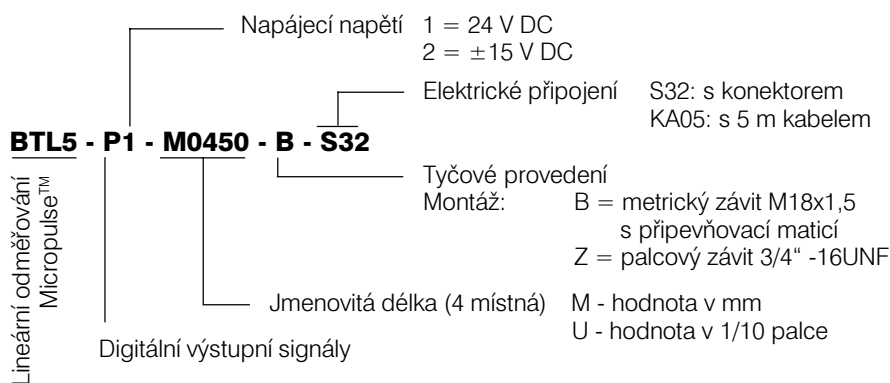 Napájecí napětí 1 = 24 V DC
2 = ±15 V DC
Elektrické připojení S32: s konektorem
KA05: s 5 m kabelem
BTL5 - P1 - M0450 - B - S32
Lineární odměřování
Micropulse™
Tyčové provedení
Montáž: B = metrický závit M18x1,5
s připevňovací maticí
Z = palcový závit 3/4“ -16UNF
Jmenovitá délka (4 místná) M - hodnota v mm
U - hodnota v 1/10 palce
Digitální výstupní signály